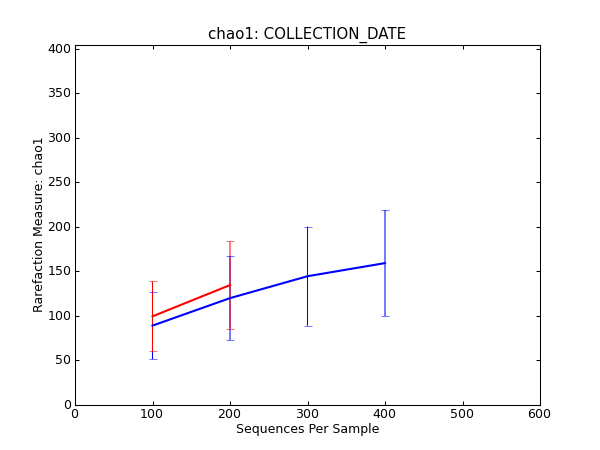 chao1: COLLECTION_DATE
400
350
300
250
200
150
100
50
0
Rarefaction Measure: chao1
0 100 200 300 400 500 600
Sequences Per Sample